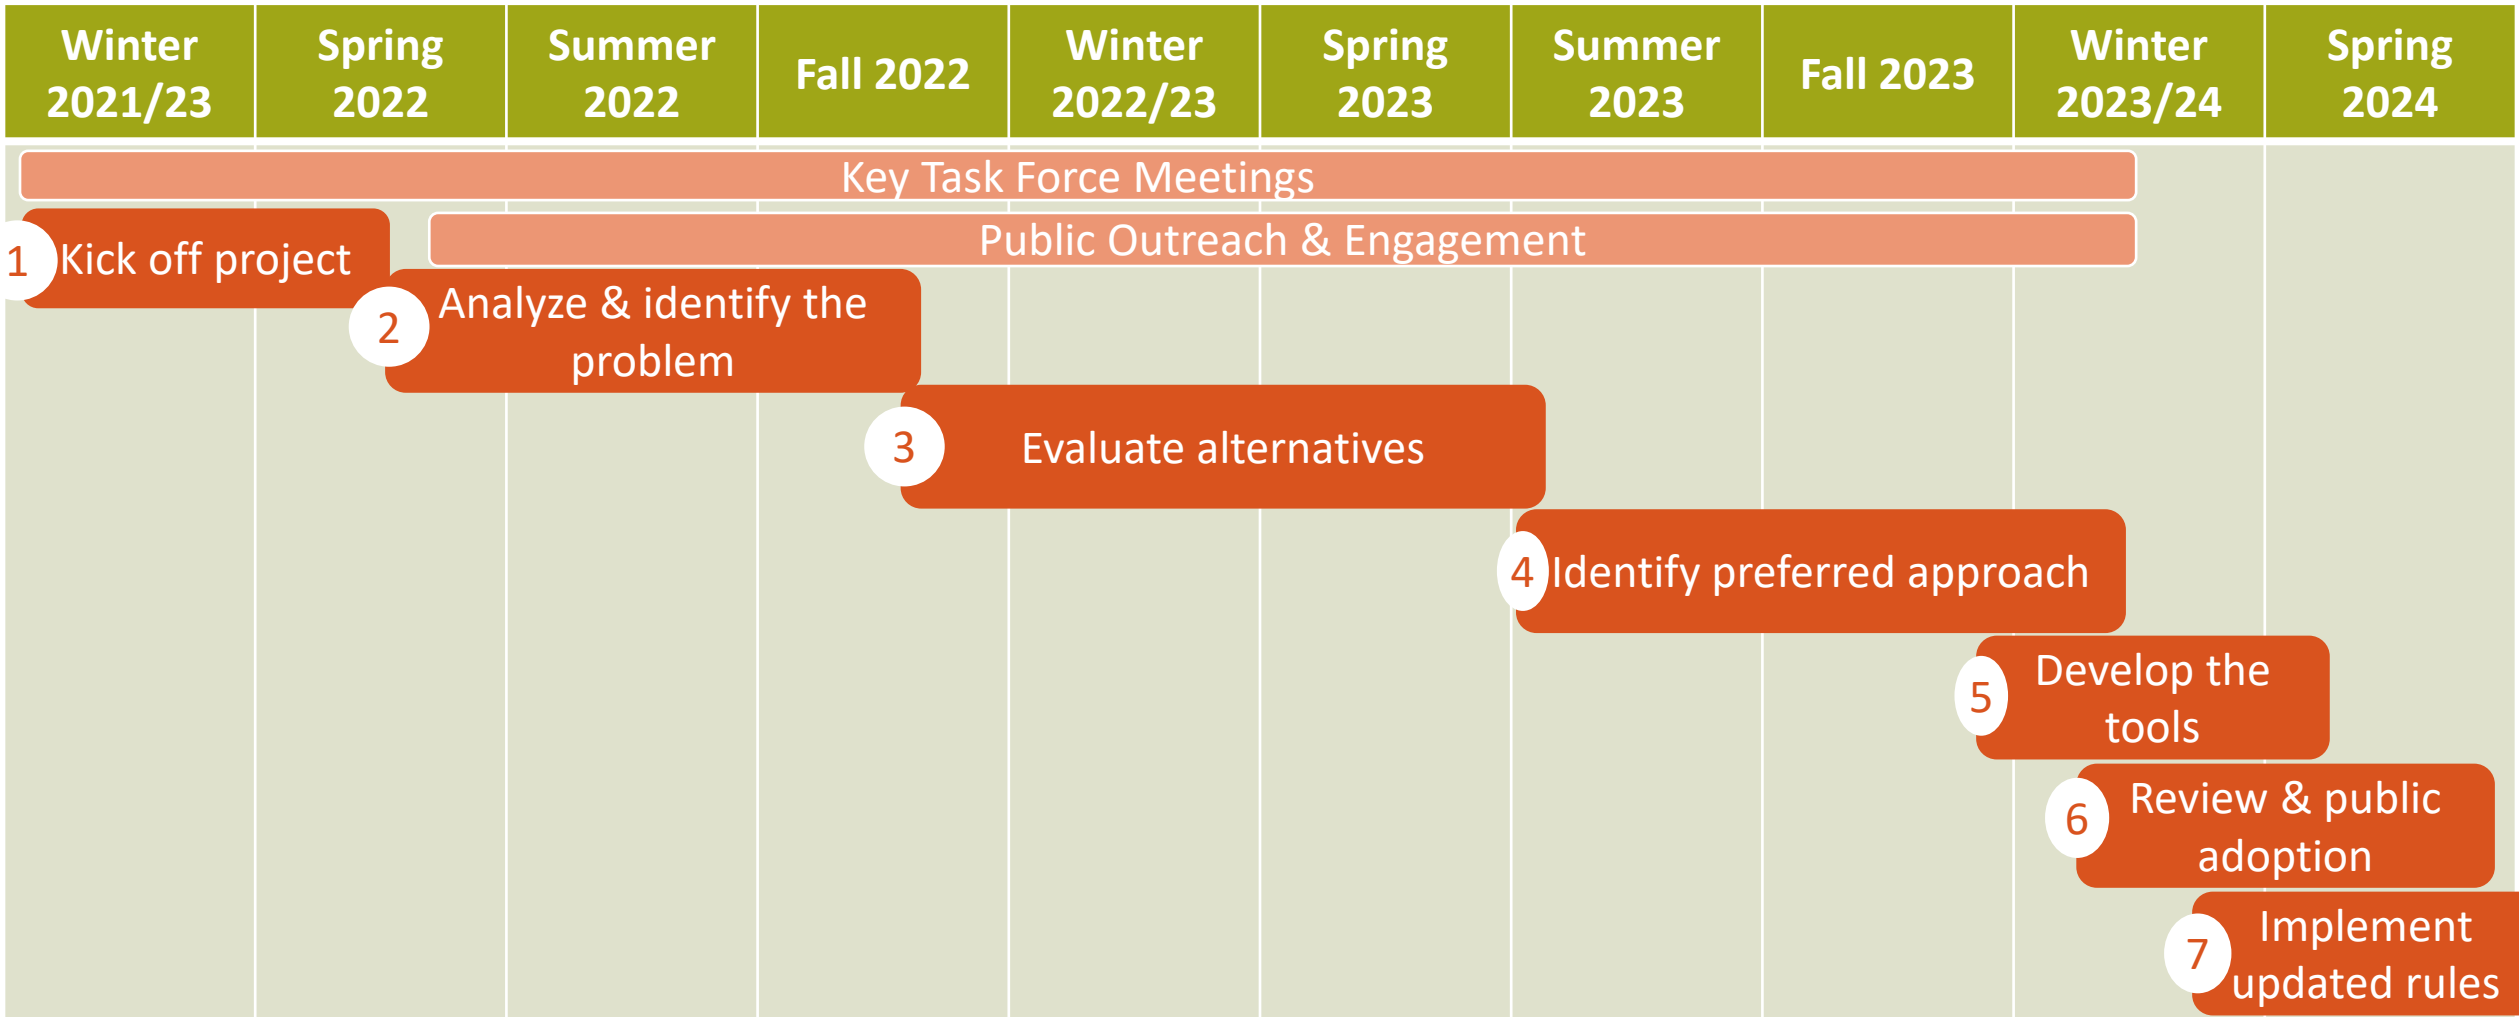 Winter
2021/23
Spring
2022
Summer
2022
Fall 2022
Winter
2022/23
Spring
2023
Summer
2023
Fall 2023
Winter
2023/24
Spring
2024
Key Task Force Meetings
Public Outreach & Engagement
1 Kick off project
2 Analyze & identify the
problem
3 Evaluate alternatives
4 Identify preferred approach
5 Develop the
tools
6 Review & public
adoption
7 Implement
updated rules